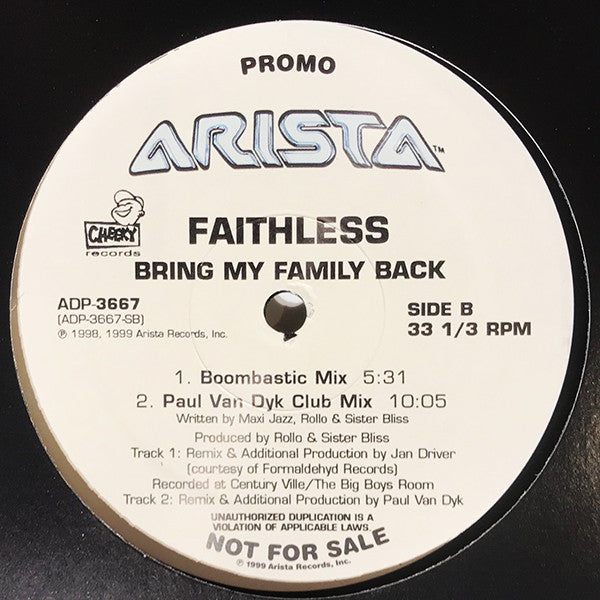 PROMO
ARISTA™
CHEEKY
records
FAITHLESS
BRING MY FAMILY BACK
ADP-3667
(ADP-3667-SB)
℗ 1998, 1999 Arista Records, Inc.
SIDE B
33 1/3 RPM
1. Boombastic Mix 5:31
2. Paul Van Dyk Club Mix 10:05
Written by Maxi Jazz, Rollo & Sister Bliss
Produced by Rollo & Sister Bliss
Track 1: Remix & Additional Production by Jan Driver
(courtesy of Formaldehyd Records)
Recorded at Century Ville/The Big Boys Room
Track 2: Remix & Additional Production by Paul Van Dyk
UNAUTHORIZED DUPLICATION IS A
VIOLATION OF APPLICABLE LAWS.
NOT FOR SALE
℗ 1999 Arista Records, Inc.